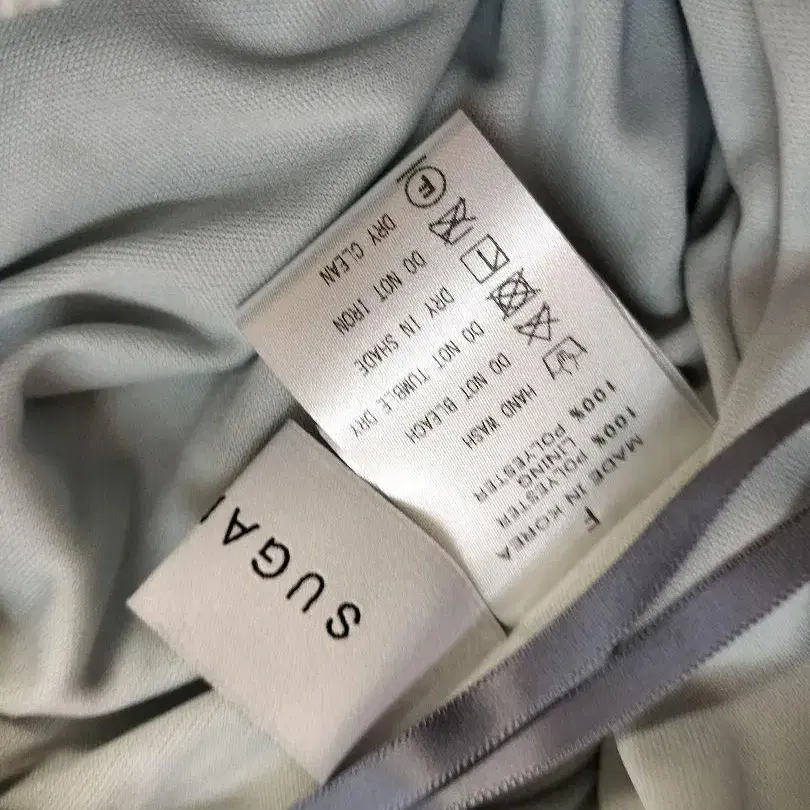 F
MADE IN KOREA
100% POLYESTER
LINING
100% POLYESTER
HAND WASH
DO NOT BLEACH
DO NOT TUMBLE DRY
DRY IN SHADE
DO NOT IRON
DRY CLEAN
F
SUGA